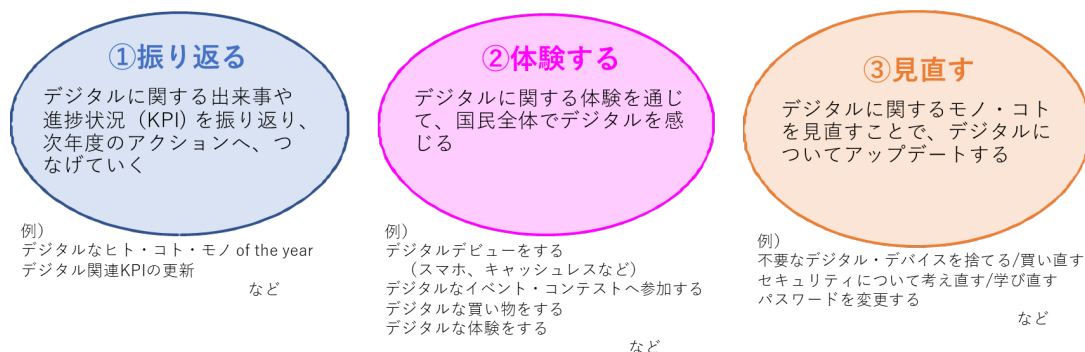 ①振り返る
デジタルに関する出来事や
進捗状況（KPI）を振り返り、
次年度のアクションへ、つ
なげていく
例）
デジタルなヒト・コト・モノ of the year
デジタル関連KPIの更新
など
②体験する
デジタルに関する体験を通じ
て、国民全体でデジタルを感
じる
例）
デジタルデビューをする
（スマホ、キャッシュレスなど）
デジタルなイベント・コンテストへ参加する
デジタルな買い物をする
デジタルな体験をする
など
③見直す
デジタルに関するモノ・コト
を見直すことで、デジタルに
ついてアップデートする
例）
不要なデジタル・デバイスを捨てる/買い直す
セキュリティについて考え直す/学び直す
パスワードを変更する
など